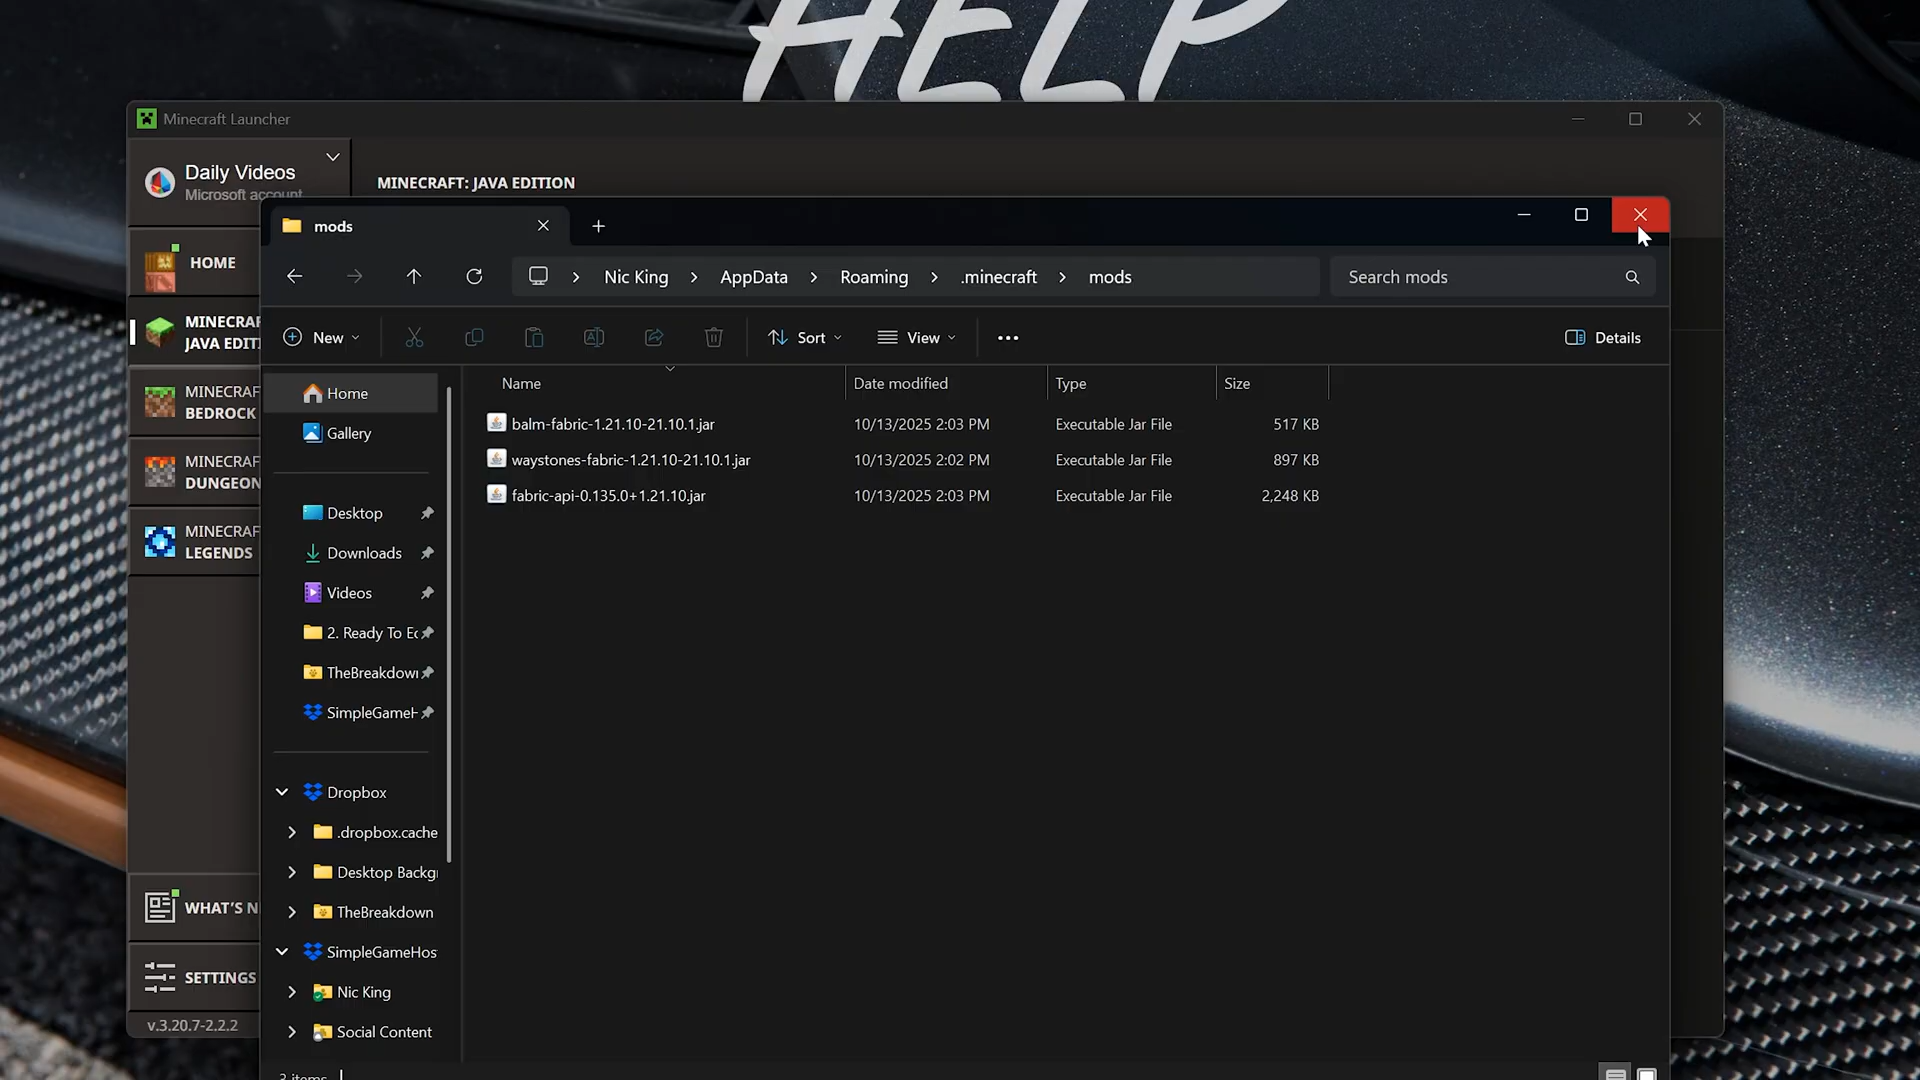 HELP
Minecraft Launcher
Daily Videos
Microsoft account
MINECRAFT: JAVA EDITION
mods
HOME
Nic King > AppData > Roaming > .minecraft > mods
Search mods
MINECRAF
JAVA EDITI
New
Sort
View
Details
Name
Date modified
Type
Size
Home
MINECRAF
BEDROCK
balm-fabric-1.21.10-21.10.1.jar
10/13/2025 2:03 PM
Executable Jar File
517 KB
Gallery
waystones-fabric-1.21.10-21.10.1.jar
10/13/2025 2:02 PM
Executable Jar File
897 KB
MINECRAF
DUNGEON
fabric-api-0.135.0+1.21.10.jar
10/13/2025 2:03 PM
Executable Jar File
2,248 KB
Desktop
MINECRAF
LEGENDS
Downloads
Videos
2. Ready To Ec
TheBreakdow
SimpleGameH
Dropbox
.dropbox.cache
Desktop Backgr
WHAT'S N
TheBreakdown
SimpleGameHos
SETTINGS
Nic King
v.3.20.7-2.2.2
Social Content
3 items